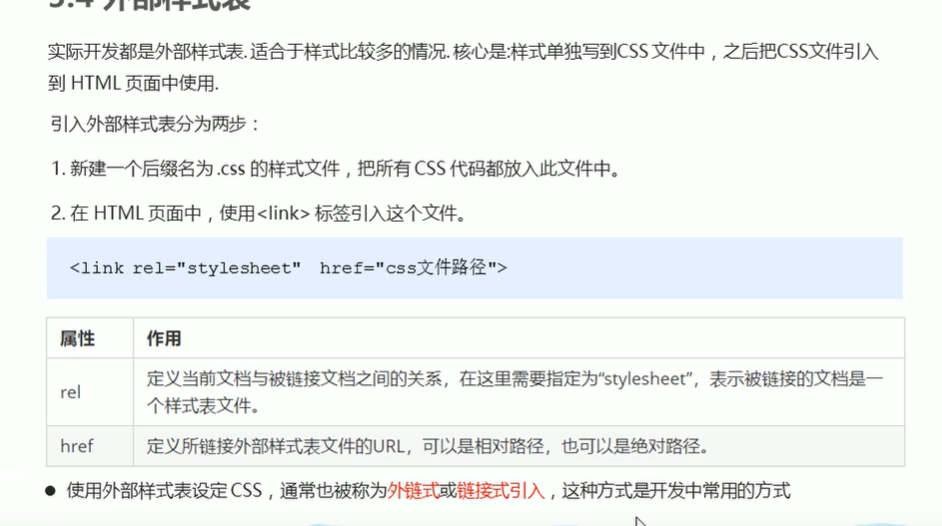 5.4 外部样式表
实际开发都是外部样式表.适合于样式比较多的情况.核心是:样式单独写到CSS 文件中，之后把CSS文件引入
到 HTML 页面中使用.
引入外部样式表分为两步：
1. 新建一个后缀名为 .css 的样式文件，把所有 CSS 代码都放入此文件中。
2. 在 HTML 页面中，使用<link> 标签引入这个文件。
<link rel="stylesheet"  href="css文件路径">
属性 作用
rel 定义当前文档与被链接文档之间的关系，在这里需要指定为“stylesheet”，表示被链接的文档是一
个样式表文件。
href 定义所链接外部样式表文件的URL，可以是相对路径，也可以是绝对路径。
● 使用外部样式表设定 CSS，通常也被称为外链式或链接式引入，这种方式是开发中常用的方式